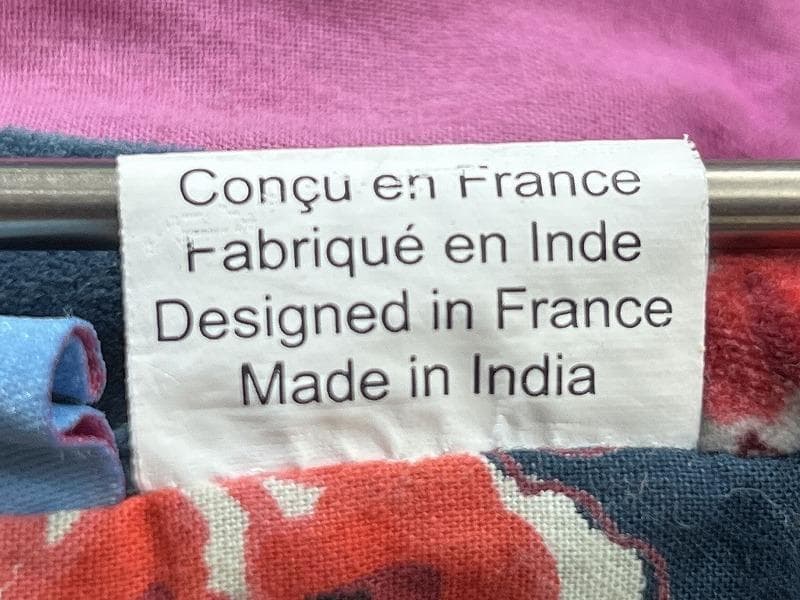 Conçu en France
Fabriqué en Inde
Designed in France
Made in India